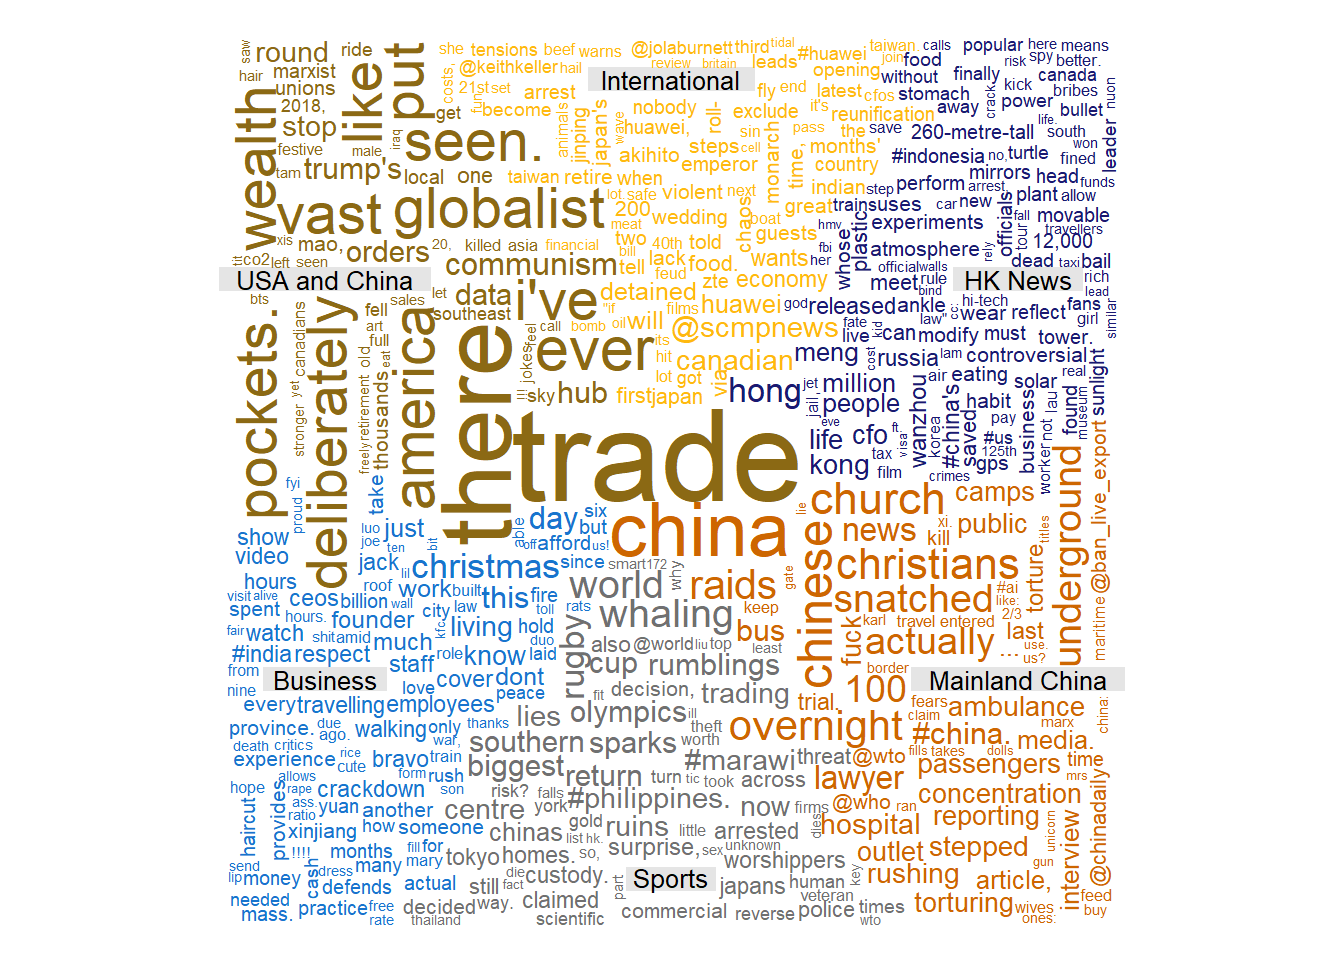 International
USA and China
HK News
Business
Mainland China
Sports
saw
round
ride
she
tensions
beef
warns
@jolaburnett
third
tidal
#huawei
taiwan.
calls
popular
here
means
hair
marxist
like
put
@keithkeller
hail
review
britain
leads
opening
join
food
risk
spy
better.
wealth
unions
costs,
21st
set
arrest
fly
end
latest
cfos
without
finally
kick
canada
bribes
2018,
stop
get
fun
become
nobody
roll-
exclude
it's
reunification
stomach
away
crack
power
bullet
nuon
festive
iraq
male
seen.
animals
jinping
japan's
wave
huawei,
steps
sin
cell
monarch
time,
pass
the
months'
save
260-metre-tall
life.
south
won
leader
tam
trump's
local
one
taiwan
retire
when
akihito
emperor
country
#indonesia
no,
turtle
fined
vast
globalist
lot
safe
violent
next
indian
step
perform
arrest.
mirrors
head
funds
xis
mao,
orders
20,
killed
asia
financial
200
meat
wedding
chaos
boat
great
trains
uses
car
new
plant
allow
ttl
co2
left
seen
communism
two
bill
40th
told
guests
hmv
whose
plastic
experiments
officials
tour
fall
movable
travellers
tell
lack
feud
food.
wants
fbi
her
atmosphere
rely
12,000
bts
sales
let
data
southeast
i've
detained
zte
economy
official
walls
meet
rule
bind
dead
taxi
bail
rich
lead
pockets.
deliberately
fell
art
full
america
there
"if
films
huawei
god
released
ankle
law"
hi-tech
cc:
wear
reflect
fans
girl
similar
canadians
call
feel
bomb
oil
will
its
@scmpnews
fate
live
kid
can
modify
must
tower.
stronger
yet
old
eat
thousands
ever
hit
canadian
meng
cost
russia
lam
controversial
freely
retirement
!!!
jokes
sky
hub
first
lot
got
japan
via
hong
jet
million
air
eating
solar
real
sunlight
jail,
people
wanzhou
#china's
habit
business
found
museum
trade
eve
life
cfo
ft.
visa
korea
saved
pay
#us
not
lau
kong
film
tax
crimes
gps
125th
worker
fyi
proud
take
lie
church
camps
underground
@ban_live_export
show
luo
just
able
day
six
but
china
news
xi.
public
titles
video
joe
ten
bit
off
afford
us!
chinese
christians
kill
torture
jack
christmas
since
smart
172
why
gate
hours
roof
lil
work
built
this
fire
world
raids
snatched
#ai
like:
visit
alive
ceos
billion
wall
city
law
toll
rats
whaling
keep
fuck
karl
travel
entered
2/3
spent
hours.
founder
kfc
living
hold
bus
actually
last
use.
maritime
fair
watch
shit
amid
much
duo
rugby
also
@world
liu
top
least
...
us?
#india
respect
staff
role
know
laid
cup
rumblings
border
from
love
cover
dont
peace
fit
decision,
trading
trial.
100
fears
claim
ambulance
marx
china:
nine
every
travelling
employees
lies
olympics
ill
theft
overnight
#china.
media.
province.
due
ago.
walking
only
thanks
southern
sparks
worth
fills
takes
dolls
death
critics
war,
#marawi
threat
@wto
passengers
time
experience
rice
cute
bravo
train
biggest
return
turn
tic
took
across
lawyer
mrs
@chinadaily
hope
allows
rape
crackdown
form
rush
son
risk?
falls
#philippines.
now
firms
@who
ran
concentration
haircut
provides
ass.
ratio
yuan
another
centre
york
gold
ruins
little
arrested
dies
hospital
reporting
unicorn
xinjiang
how
someone
chinas
list
hk.
so,
surprise,
sex
unknown
stepped
interview
!!!!
months
fill
for
mary
tokyo
homes.
worshippers
outlet
gun
send
lip
money
cash
dress
many
defends
actual
still
die
fact
custody.
part
japans
human
key
rushing
article,
needed
mass.
practice
free
rate
decided
thailand
way.
claimed
scientific
commercial
reverse
veteran
police
times
wto
torturing
wives
ones:
feed
buy